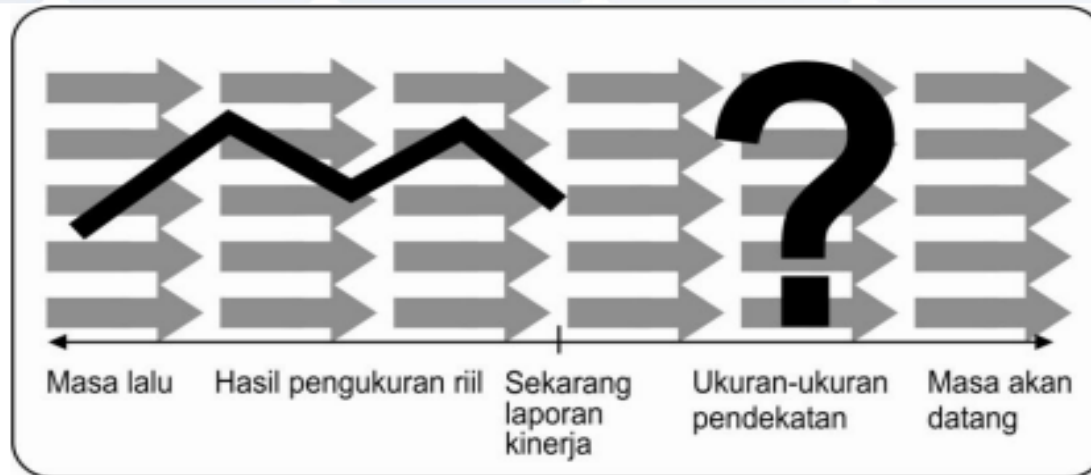 ?
Masa lalu
Hasil pengukuran riil
Sekarang
laporan
kinerja
Ukuran-ukuran
pendekatan
Masa akan
datang